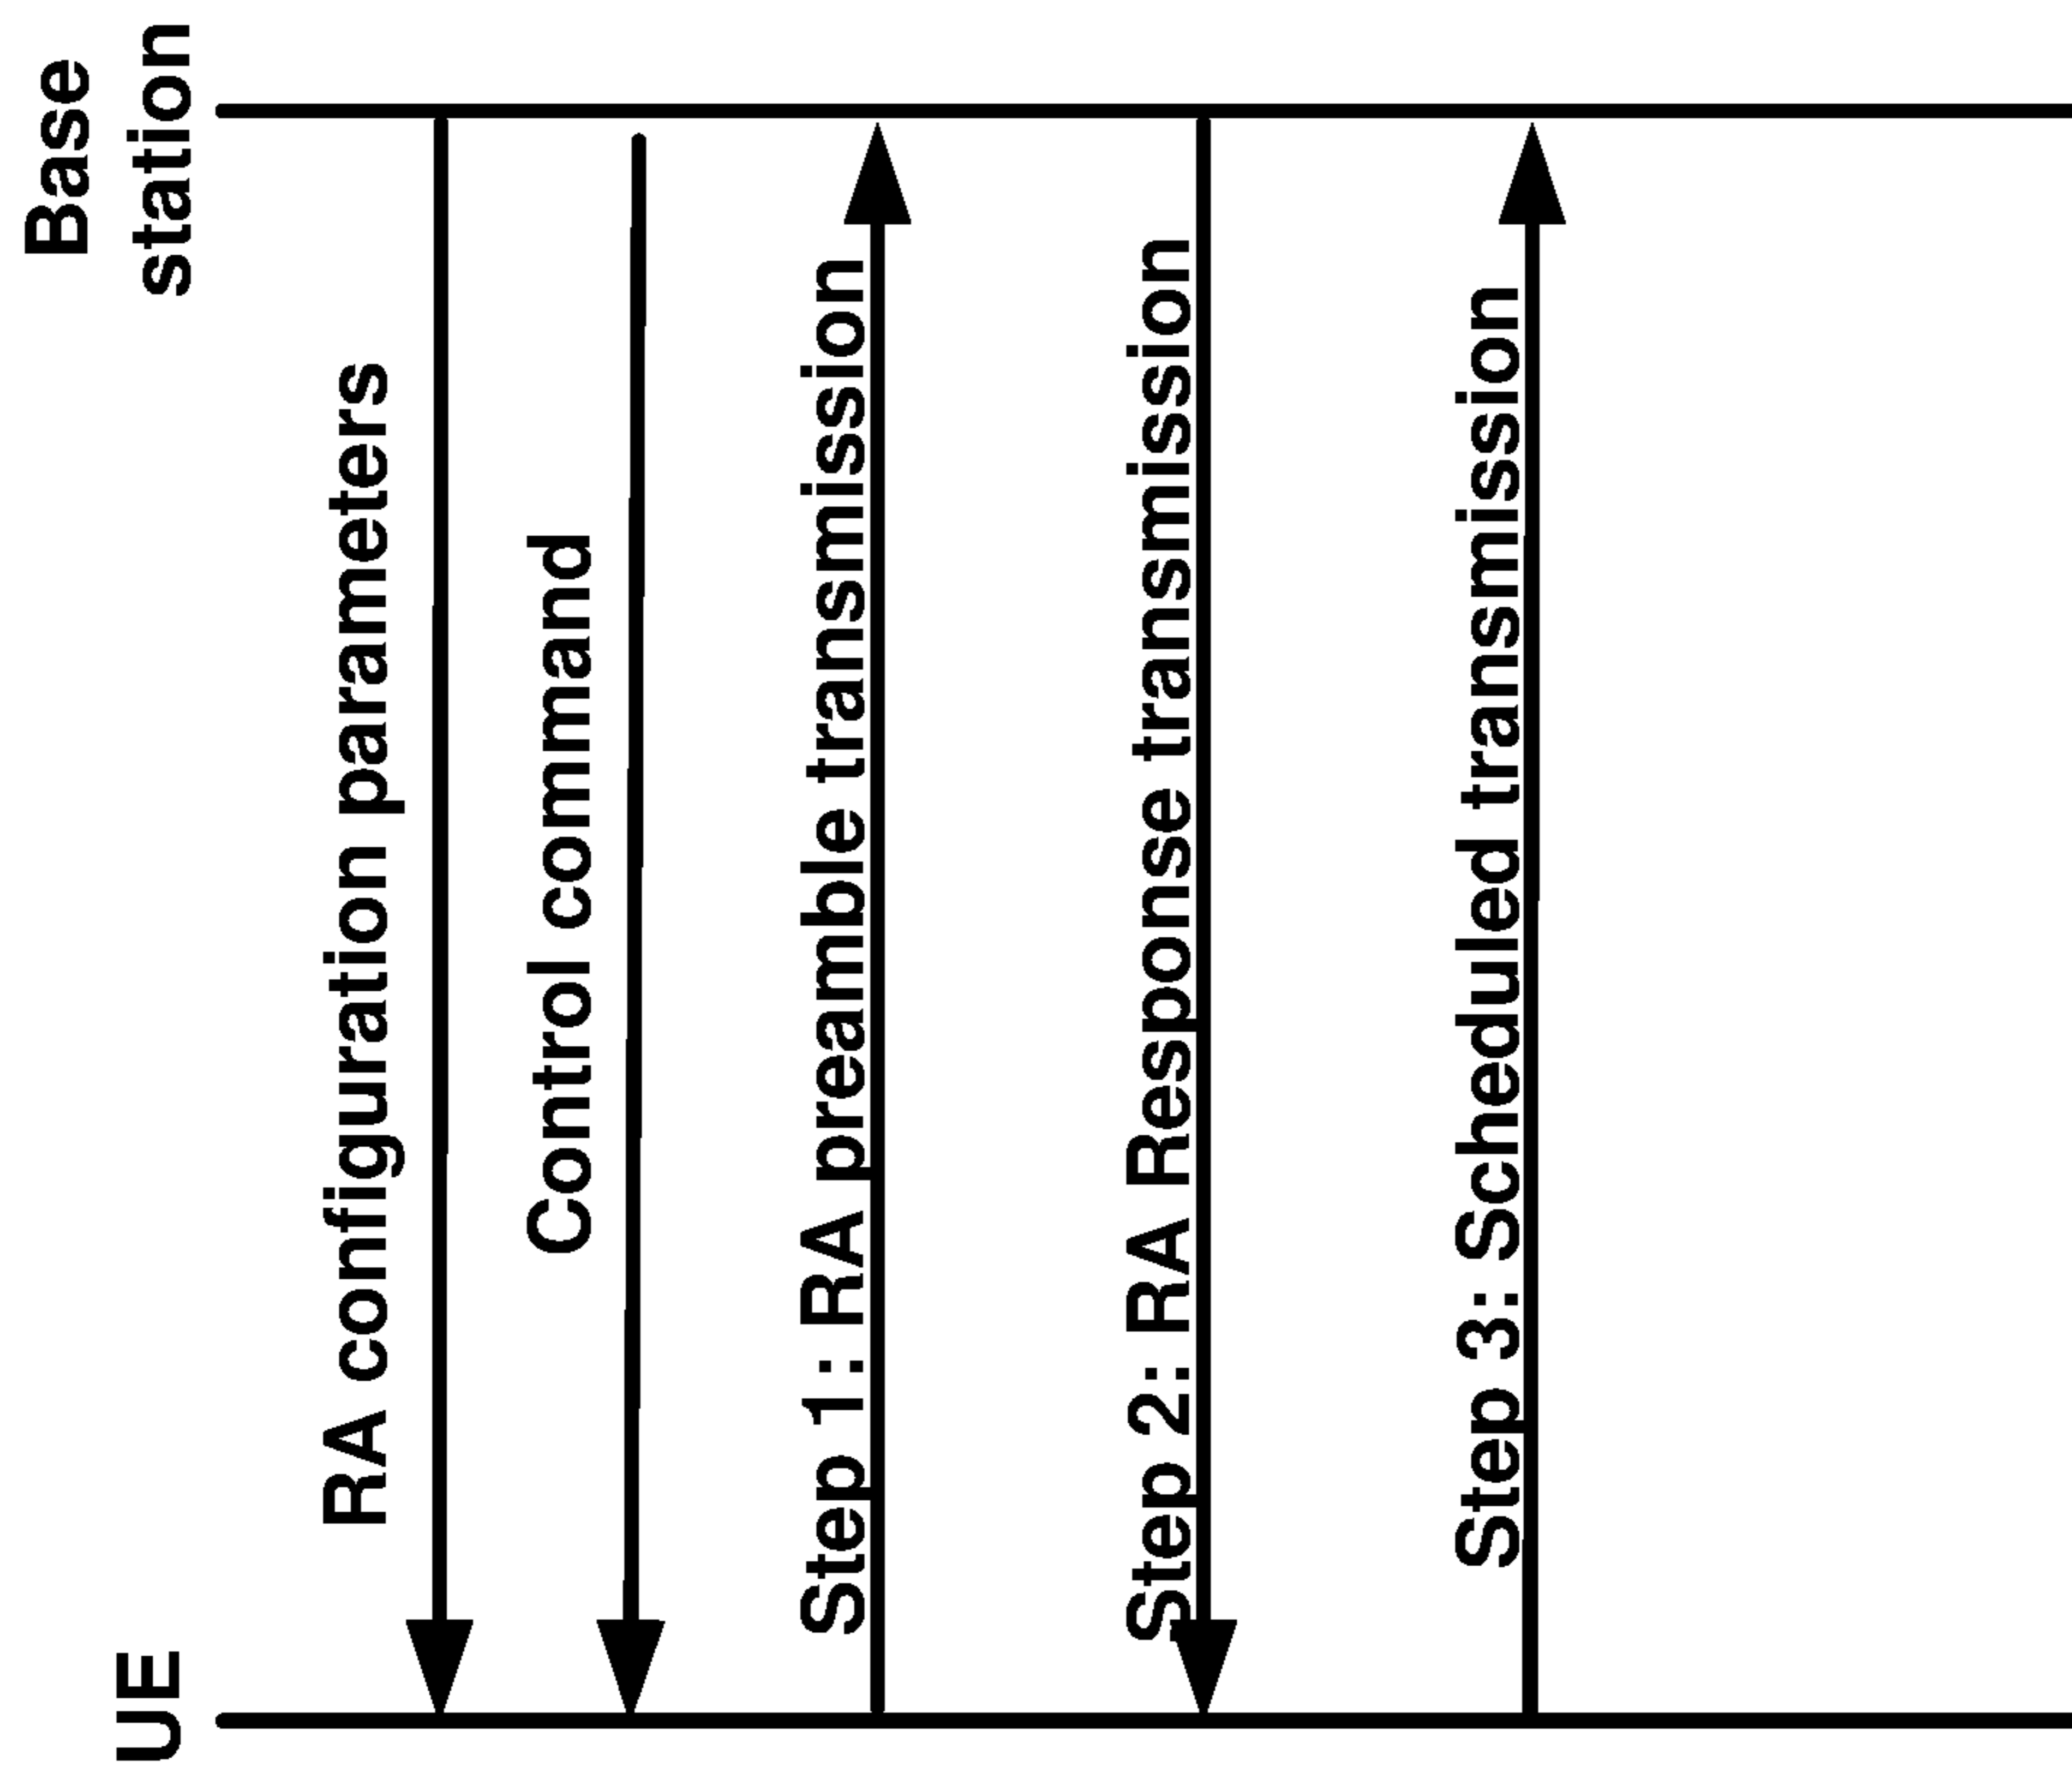 UE
Base
station
RA configuration parameters
Control command
Step 1: RA preamble transmission
Step 2: RA Response transmission
Step 3: Scheduled transmission